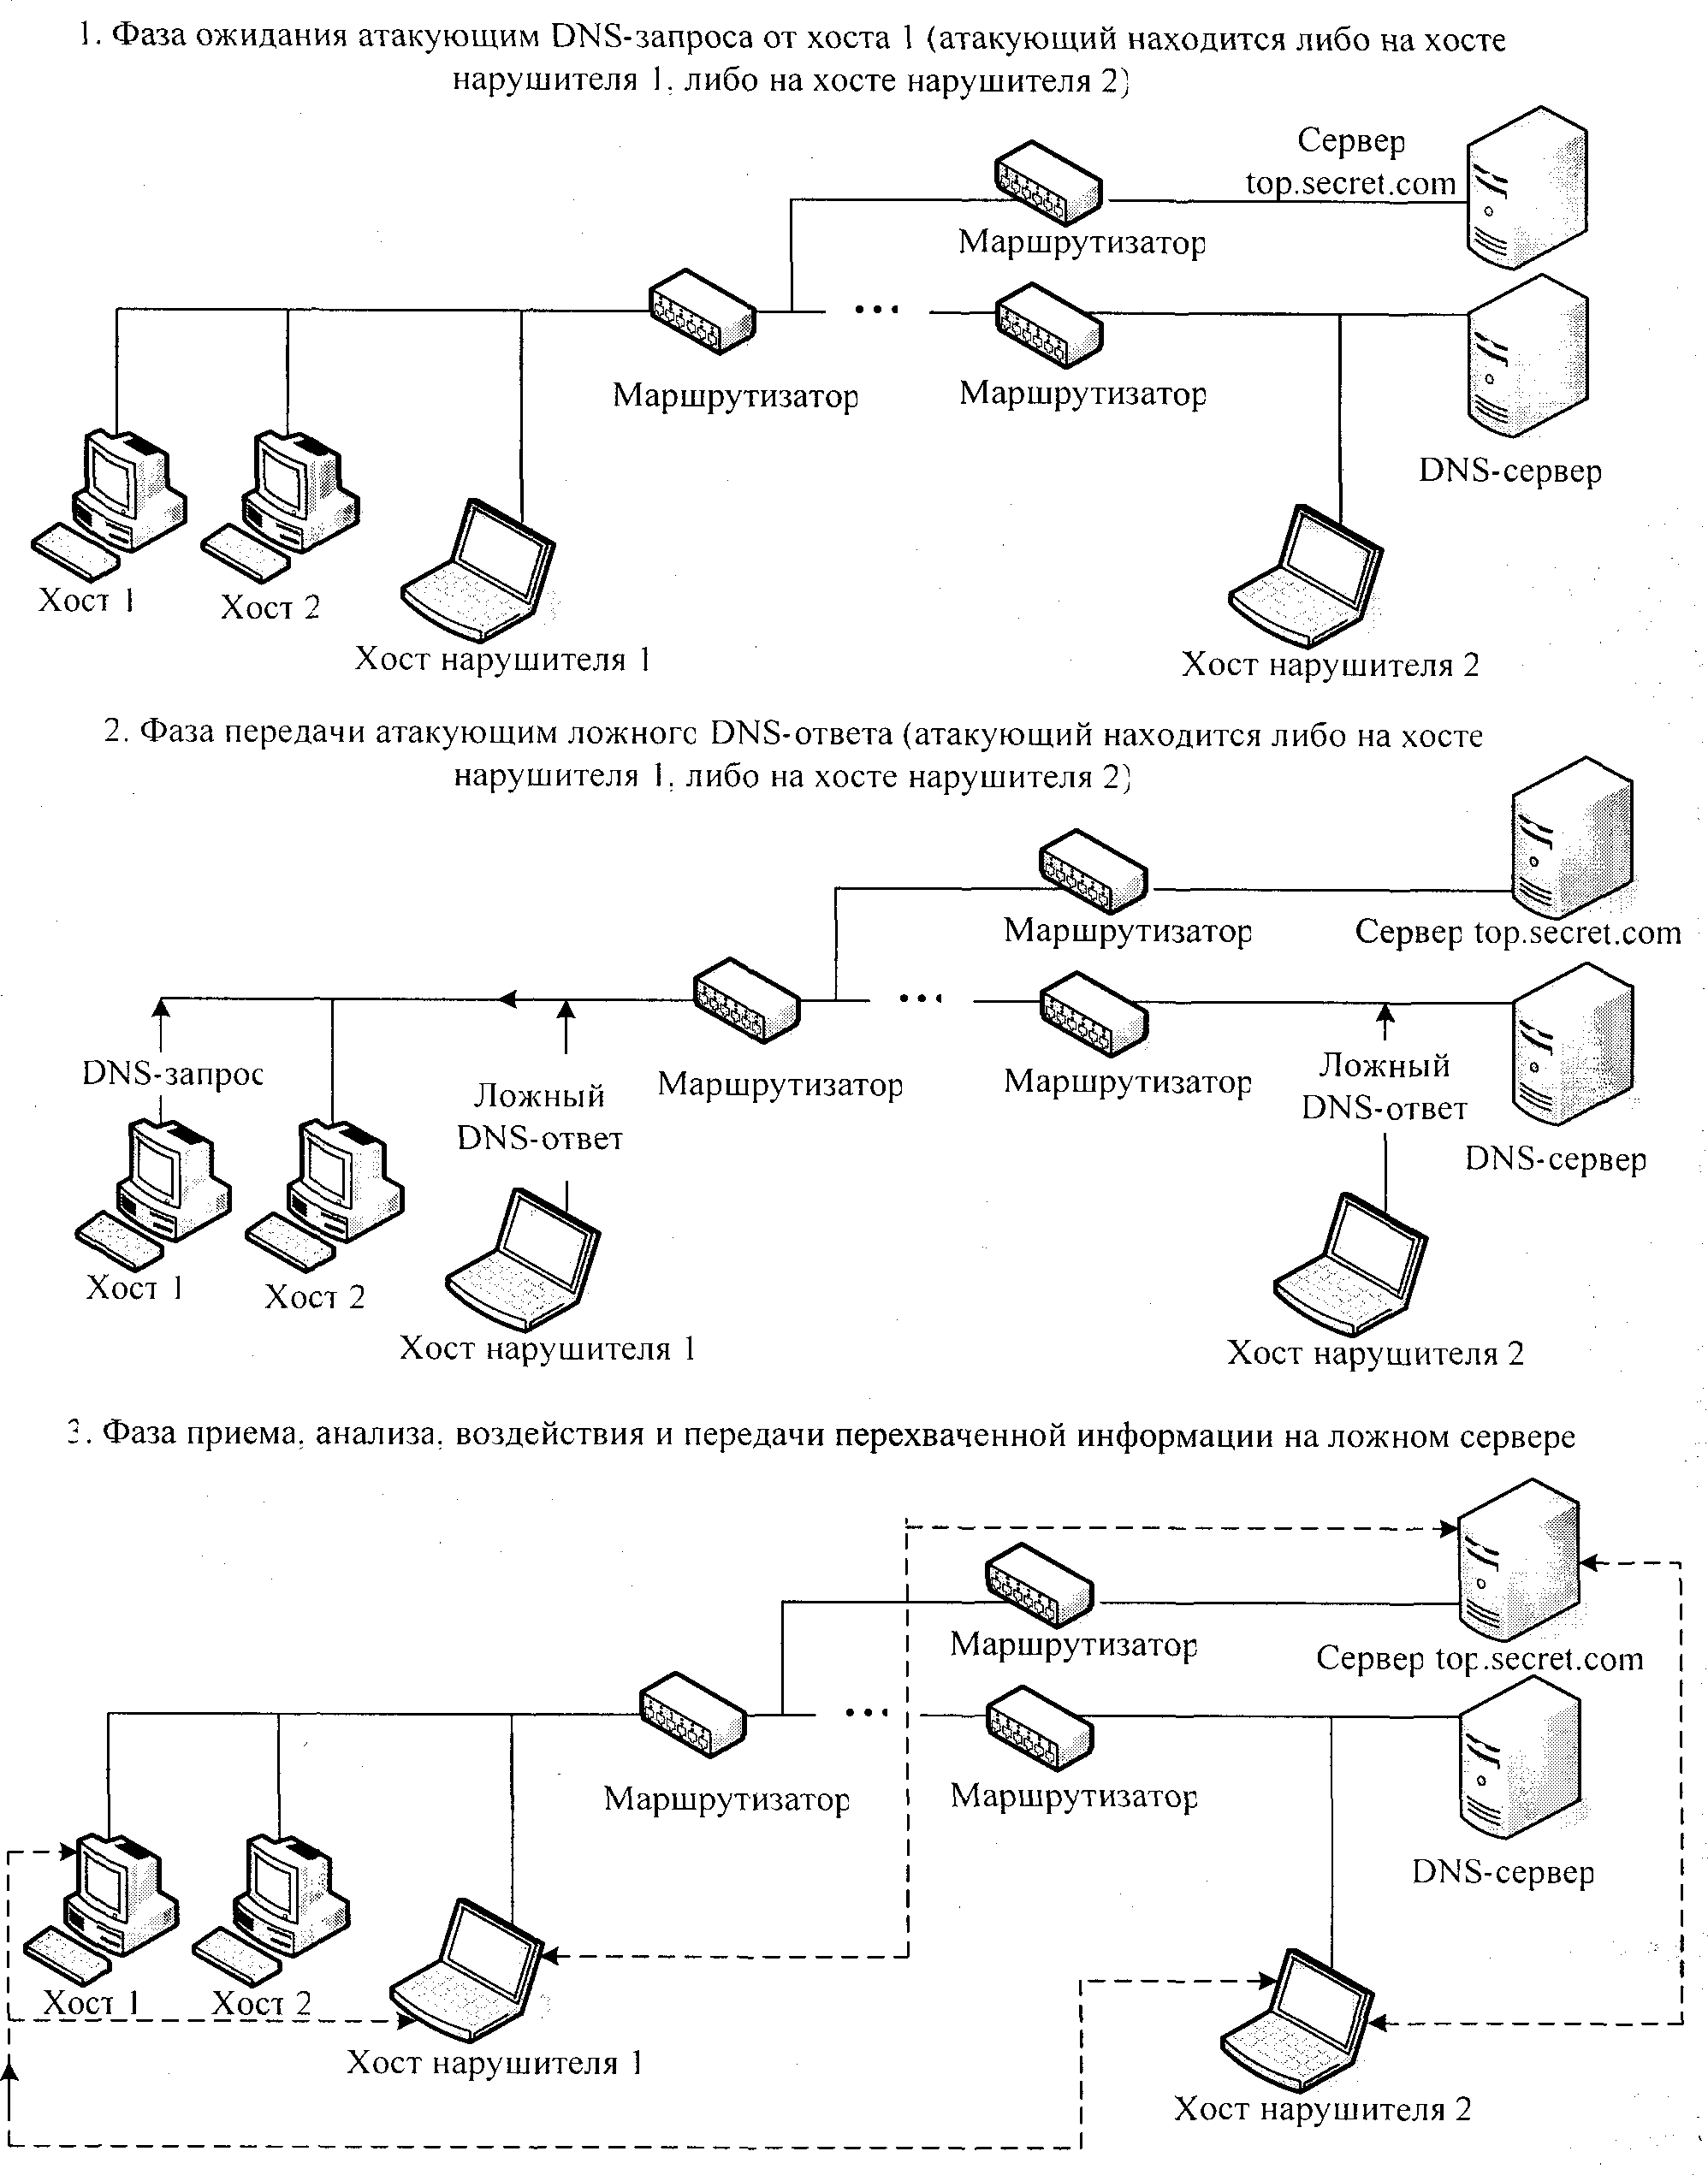 1. Фаза ожидания атакующим DNS-запроса от хоста 1 (атакующий находится либо на хосте
нарушителя 1, либо на хосте нарушителя 2)
Сервер
top.secret.com
Маршрутизатор
Маршрутизатор
Маршрутизатор
DNS-сервер
Хост 1
Хост 2
Хост нарушителя 1
Хост нарушителя 2
2. Фаза передачи атакующим ложного DNS-ответа (атакующий находится либо на хосте
нарушителя 1, либо на хосте нарушителя 2)
Маршрутизатор
Сервер top.secret.com
DNS-запрос
Маршрутизатор
Маршрутизатор
Ложный
DNS-ответ
Ложный
DNS-ответ
DNS-сервер
Хост 1
Хост 2
Хост нарушителя 1
Хост нарушителя 2
3. Фаза приема, анализа, воздействия и передачи перехваченной информации на ложном сервере
Маршрутизатор
Сервер top.secret.com
Маршрутизатор
Маршрутизатор
DNS-сервер
Хост 1
Хост 2
Хост нарушителя 1
Хост нарушителя 2